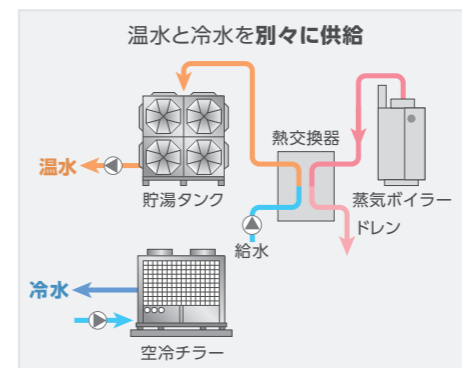 温水と冷水を別々に供給
熱交換器
温水
貯湯タンク
蒸気ボイラー
ドレン
給水
冷水
空冷チラー